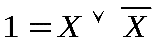 1 = X ∨ X̅